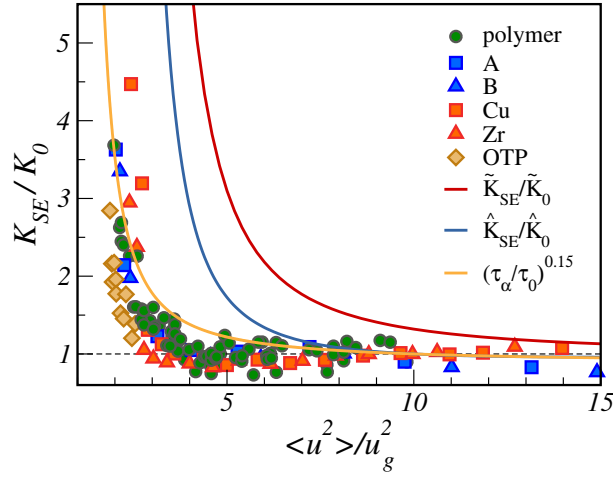 K_SE / K_0
5
4
3
2
1
5
10
15
<u^2>/u_g^2
polymer
A
B
Cu
Zr
OTP
K̃_SE/K̃_0
K̂_SE/K̂_0
(τ_α/τ_0)^0.15